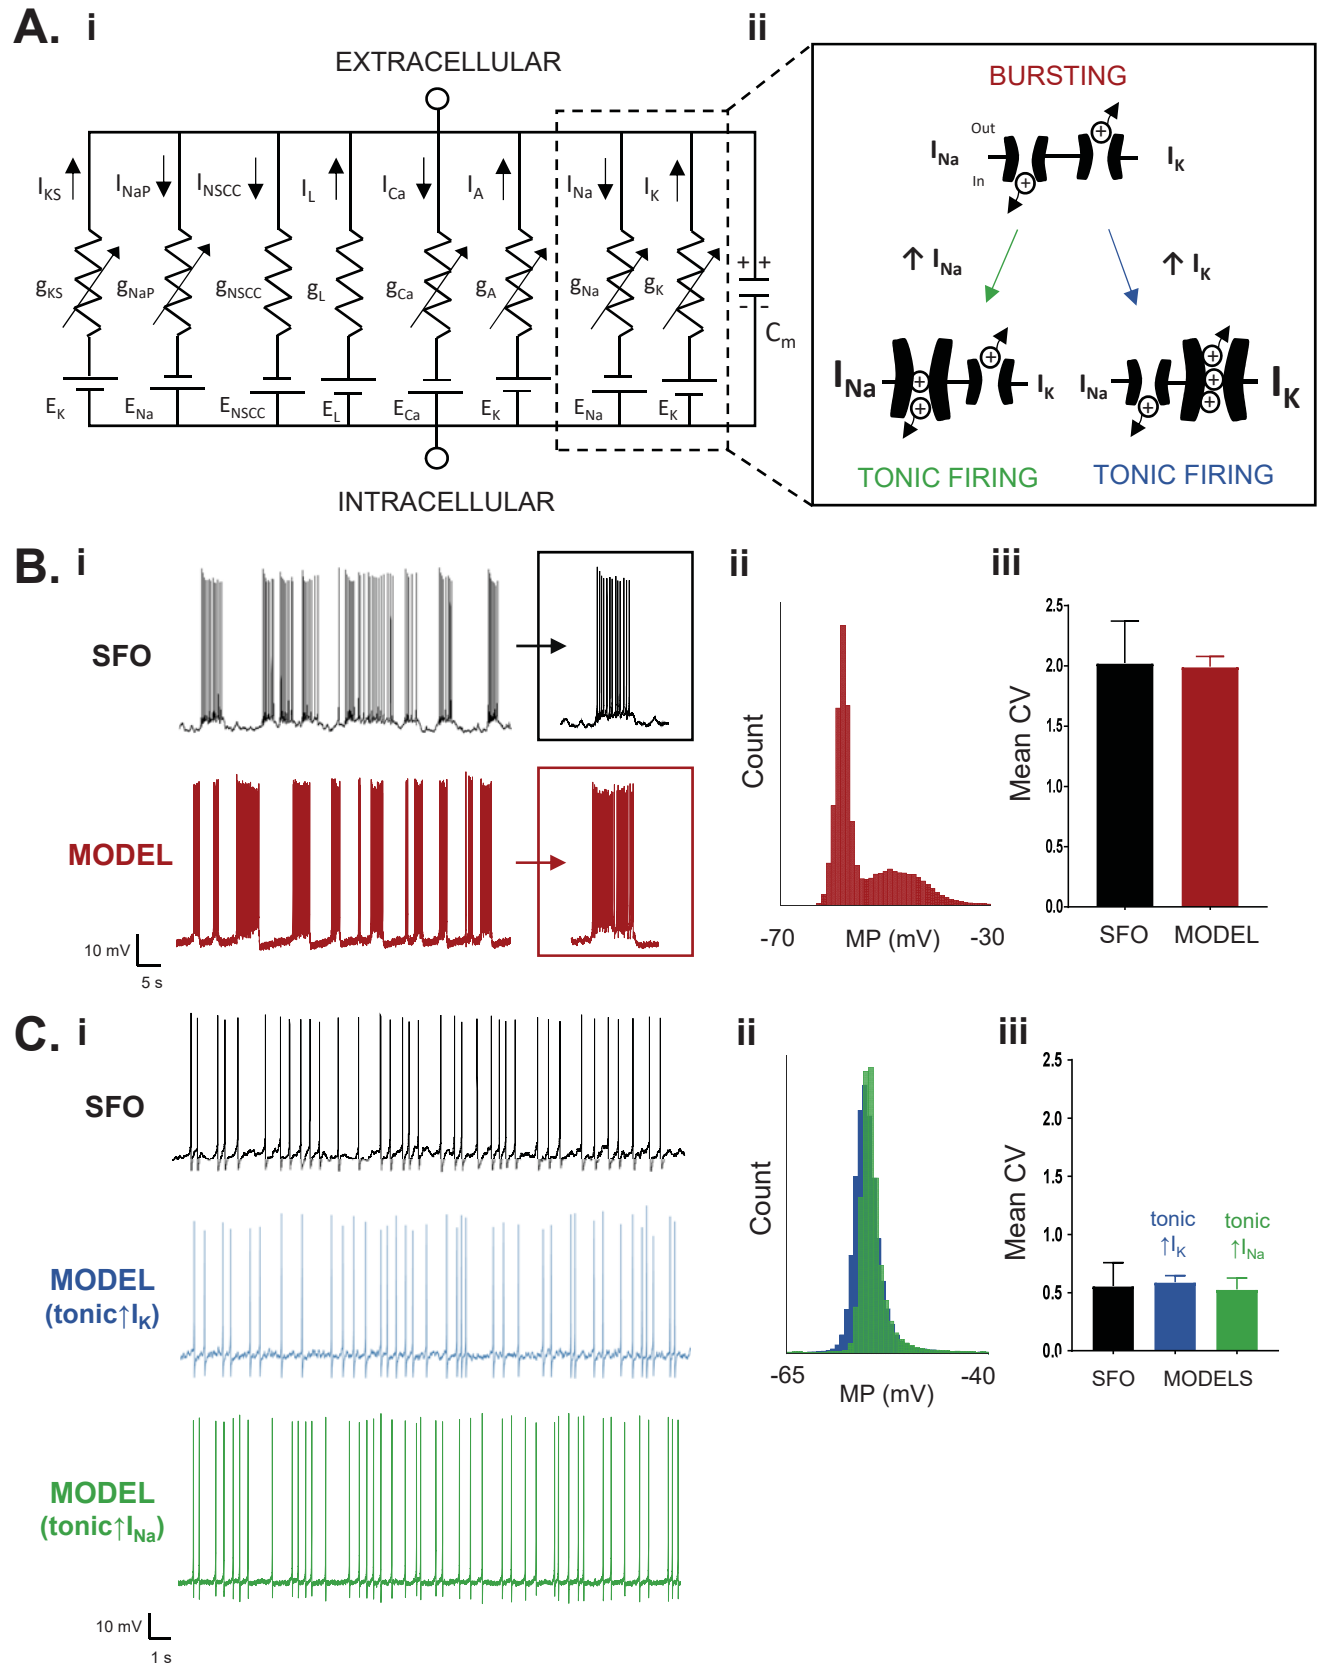 A. i
ii
EXTRACELLULAR
I_KS I_NaP I_NSCC I_L I_Ca I_A I_Na I_K
g_KS g_NaP g_NSCC g_L g_Ca g_A g_Na g_K
+ +
- -
C_m
E_K E_Na E_NSCC E_L E_Ca E_K E_Na E_K
INTRACELLULAR
BURSTING
Out
I_Na
In
+
+
I_K
↑ I_Na
↑ I_K
I_Na
+
+
+
I_K
I_Na
+
+
+
+
I_K
TONIC FIRING
TONIC FIRING
B. i
SFO
MODEL
10 mV
5 s
ii
Count
-70
MP (mV)
-30
iii
Mean CV
2.5
2.0
1.5
1.0
0.5
0.0
SFO
MODEL
C. i
SFO
MODEL
(tonic↑I_K)
MODEL
(tonic↑I_Na)
10 mV
1 s
ii
Count
-65
MP (mV)
-40
iii
Mean CV
2.5
2.0
1.5
1.0
0.5
0.0
tonic
↑I_K
tonic
↑I_Na
SFO
MODELS